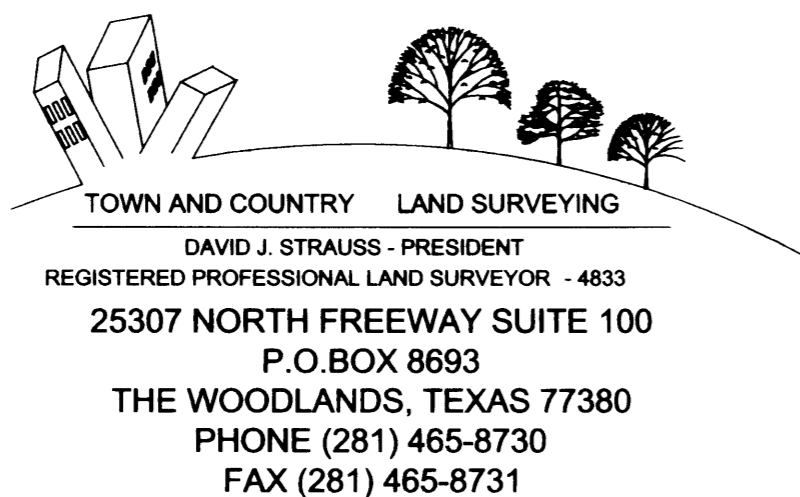 TOWN AND COUNTRY LAND SURVEYING
DAVID J. STRAUSS - PRESIDENT
REGISTERED PROFESSIONAL LAND SURVEYOR - 4833
25307 NORTH FREEWAY SUITE 100
P.O.BOX 8693
THE WOODLANDS, TEXAS 77380
PHONE (281) 465-8730
FAX (281) 465-8731